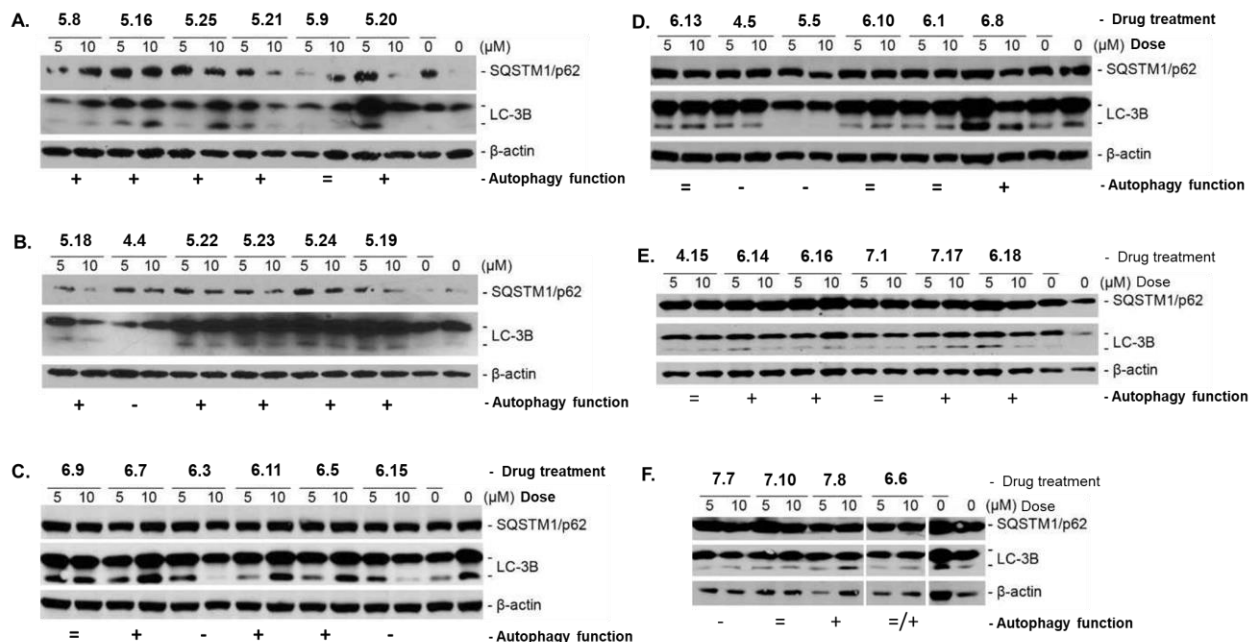 A.
5.8 5.16 5.25 5.21 5.9 5.20
5 10 5 10 5 10 5 10 5 10 5 10 0 0 (µM)
- SQSTM1/p62
- LC-3B -
- β-actin
+ + + + = + - Autophagy function
B.
5.18 4.4 5.22 5.23 5.24 5.19
5 10 5 10 5 10 5 10 5 10 5 10 0 0 (µM)
- SQSTM1/p62
- LC-3B -
- β-actin
+ - + + + + - Autophagy function
C.
6.9 6.7 6.3 6.11 6.5 6.15 - Drug treatment
5 10 5 10 5 10 5 10 5 10 5 10 0 0 (µM) Dose
- SQSTM1/p62
- LC-3B -
- β-actin
= + - + + - - Autophagy function
D.
6.13 4.5 5.5 6.10 6.1 6.8 - Drug treatment
5 10 5 10 5 10 5 10 5 10 5 10 0 0 (µM) Dose
- SQSTM1/p62
- LC-3B -
- β-actin
= - - = = + - Autophagy function
E.
4.15 6.14 6.16 7.1 7.17 6.18 - Drug treatment
5 10 5 10 5 10 5 10 5 10 5 10 0 0 (µM) Dose
- SQSTM1/p62
- LC-3B -
- β-actin
= + + = + + - Autophagy function
F.
7.7 7.10 7.8 6.6 - Drug treatment
5 10 5 10 5 10 5 10 0 0 (µM) Dose
- SQSTM1/p62
- LC-3B -
- β-actin
- = + =/+ - Autophagy function